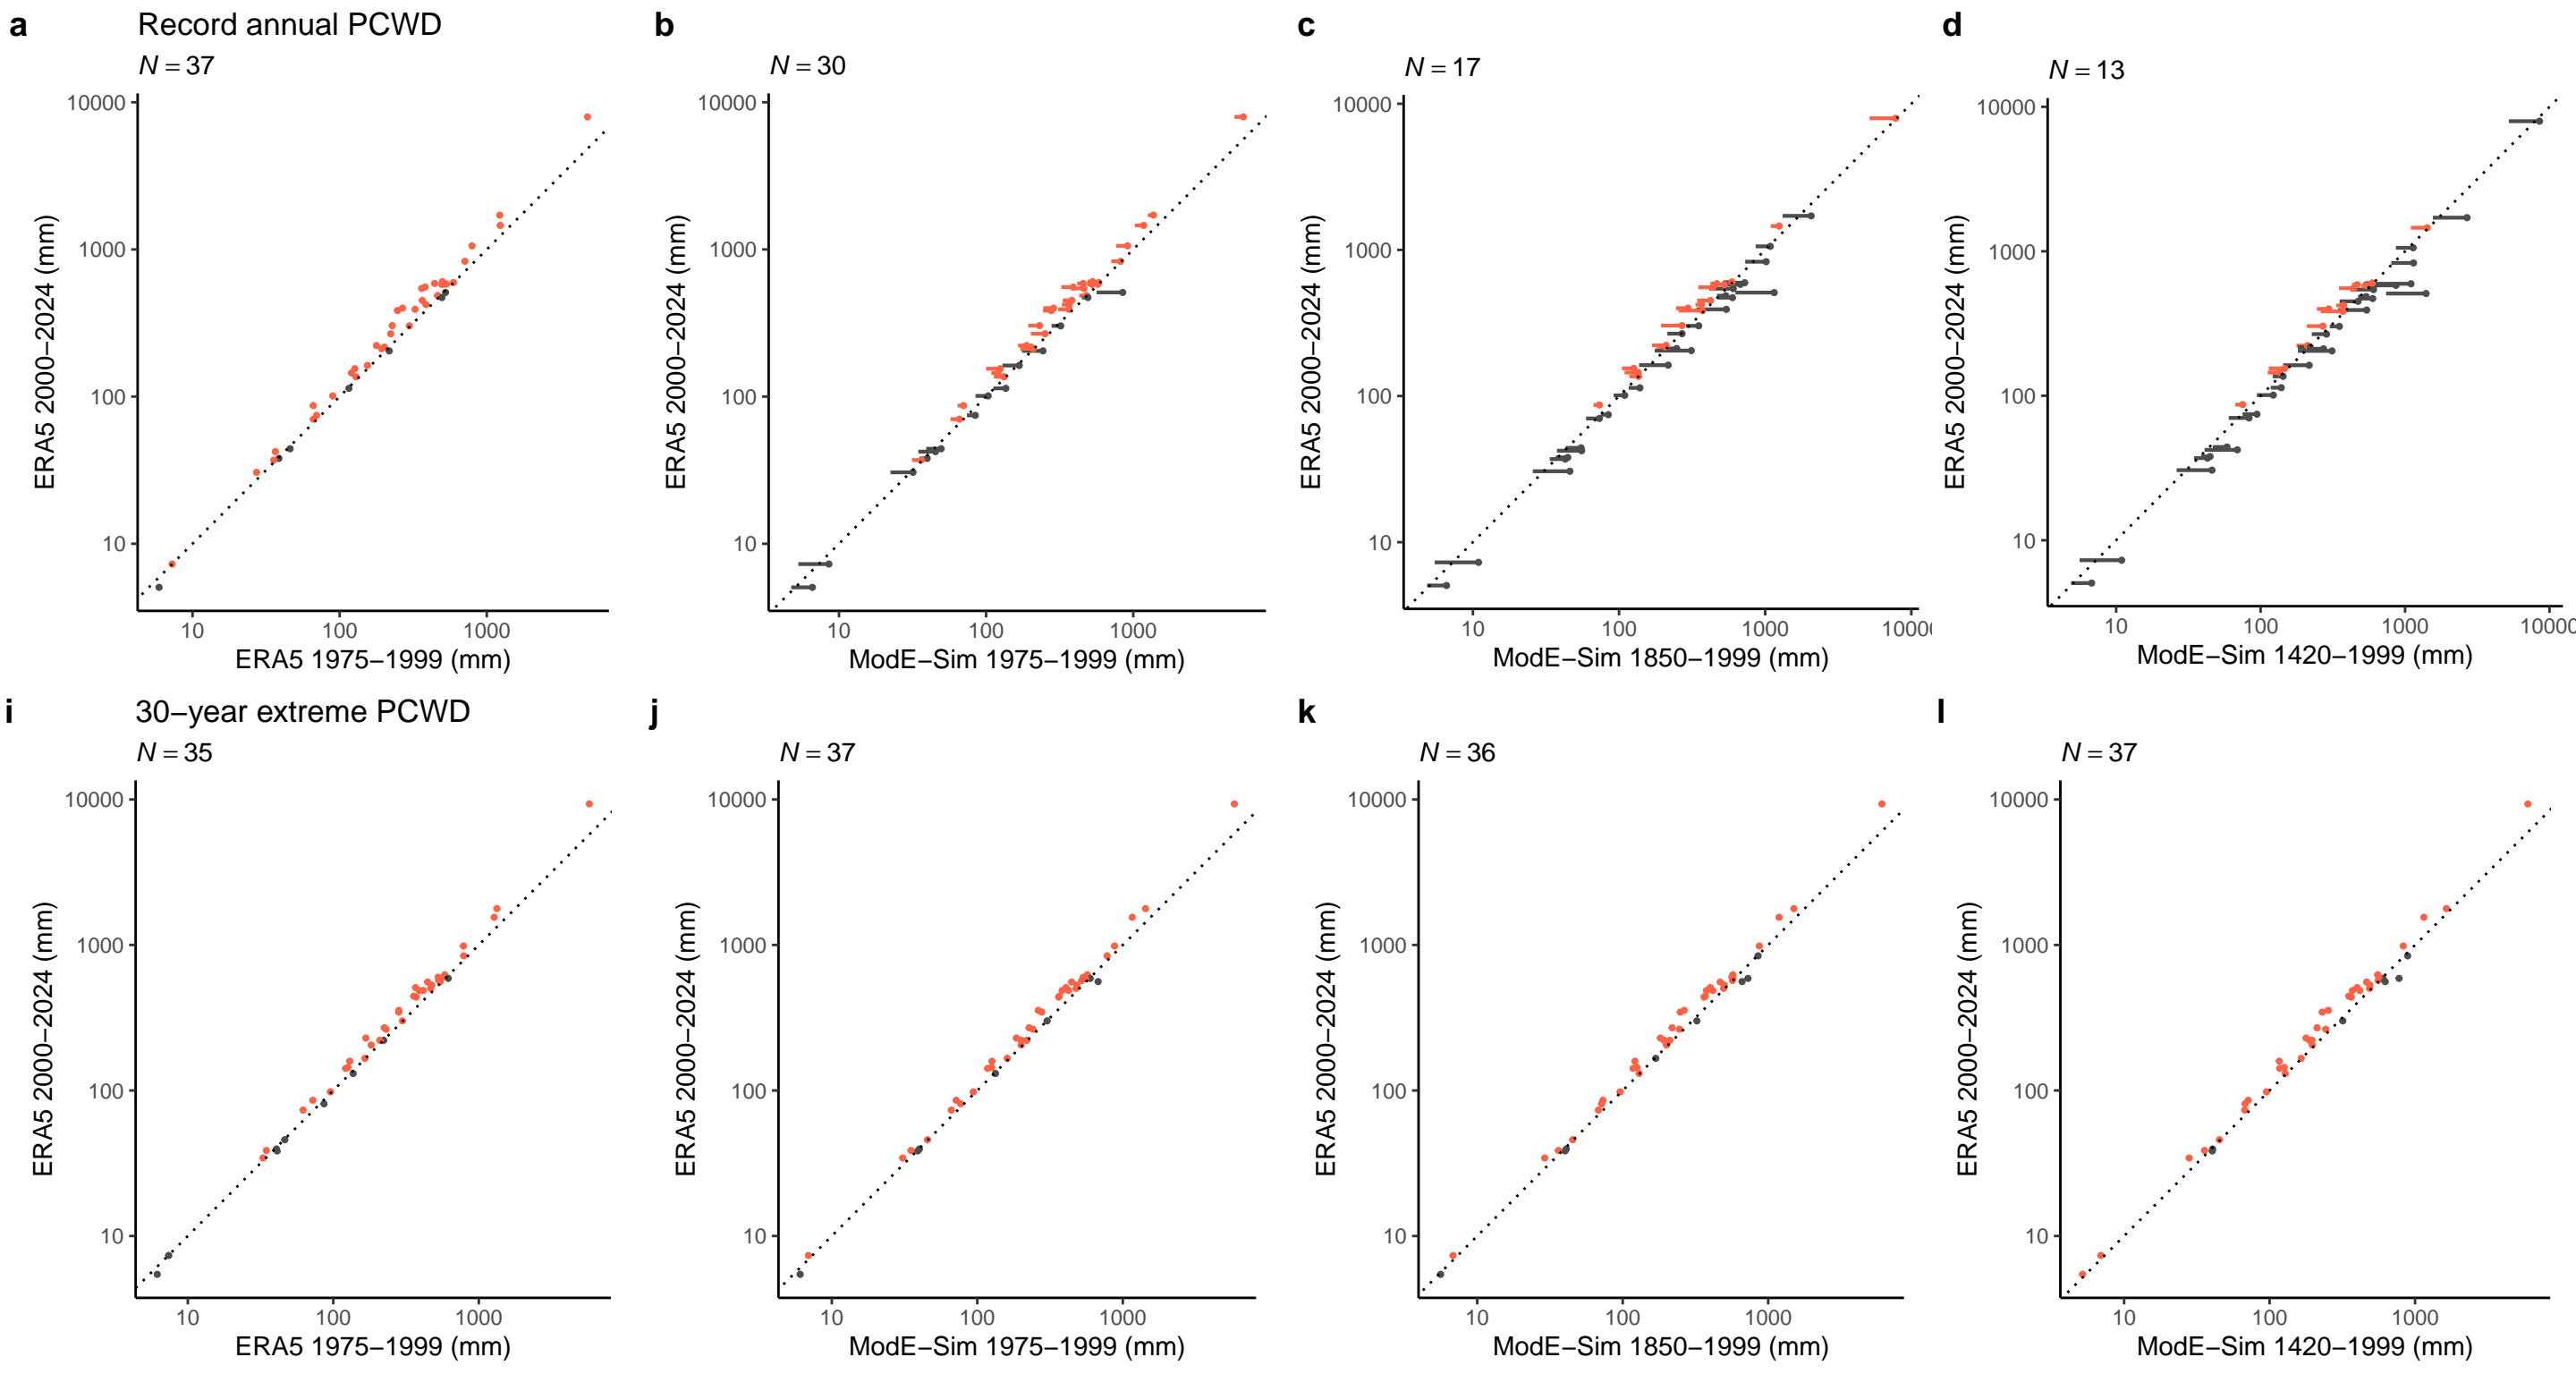 a Record annual PCWD
N = 37
10000
1000
100
10
ERA5 2000–2024 (mm)
10 100 1000
ERA5 1975–1999 (mm)
b
N = 30
10000
1000
100
10
ERA5 2000–2024 (mm)
10 100 1000
ModE–Sim 1975–1999 (mm)
c
N = 17
10000
1000
100
10
ERA5 2000–2024 (mm)
10 100 1000 1000
ModE–Sim 1850–1999 (mm)
d
N = 13
10000
1000
100
10
ERA5 2000–2024 (mm)
10 100 1000 10000
ModE–Sim 1420–1999 (mm)
i 30–year extreme PCWD
N = 35
10000
1000
100
10
ERA5 2000–2024 (mm)
10 100 1000
ERA5 1975–1999 (mm)
j
N = 37
10000
1000
100
10
ERA5 2000–2024 (mm)
10 100 1000
ModE–Sim 1975–1999 (mm)
k
N = 36
10000
1000
100
10
ERA5 2000–2024 (mm)
10 100 1000
ModE–Sim 1850–1999 (mm)
l
N = 37
10000
1000
100
10
ERA5 2000–2024 (mm)
10 100 1000
ModE–Sim 1420–1999 (mm)